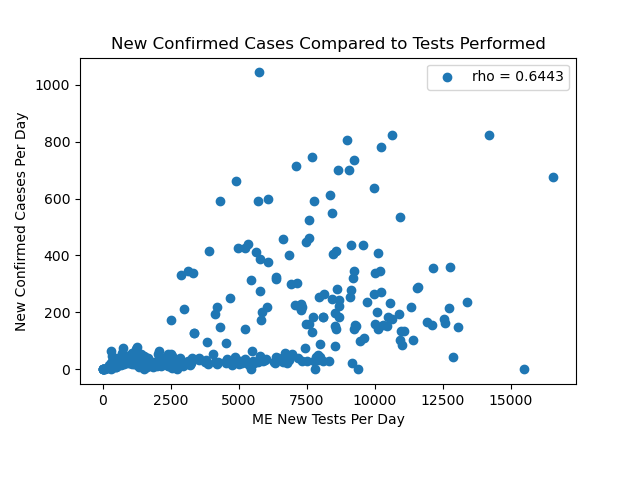 New Confirmed Cases Compared to Tests Performed
rho = 0.6443
New Confirmed Caeses Per Day
1000
800
600
400
200
0
0 2500 5000 7500 10000 12500 15000
ME New Tests Per Day